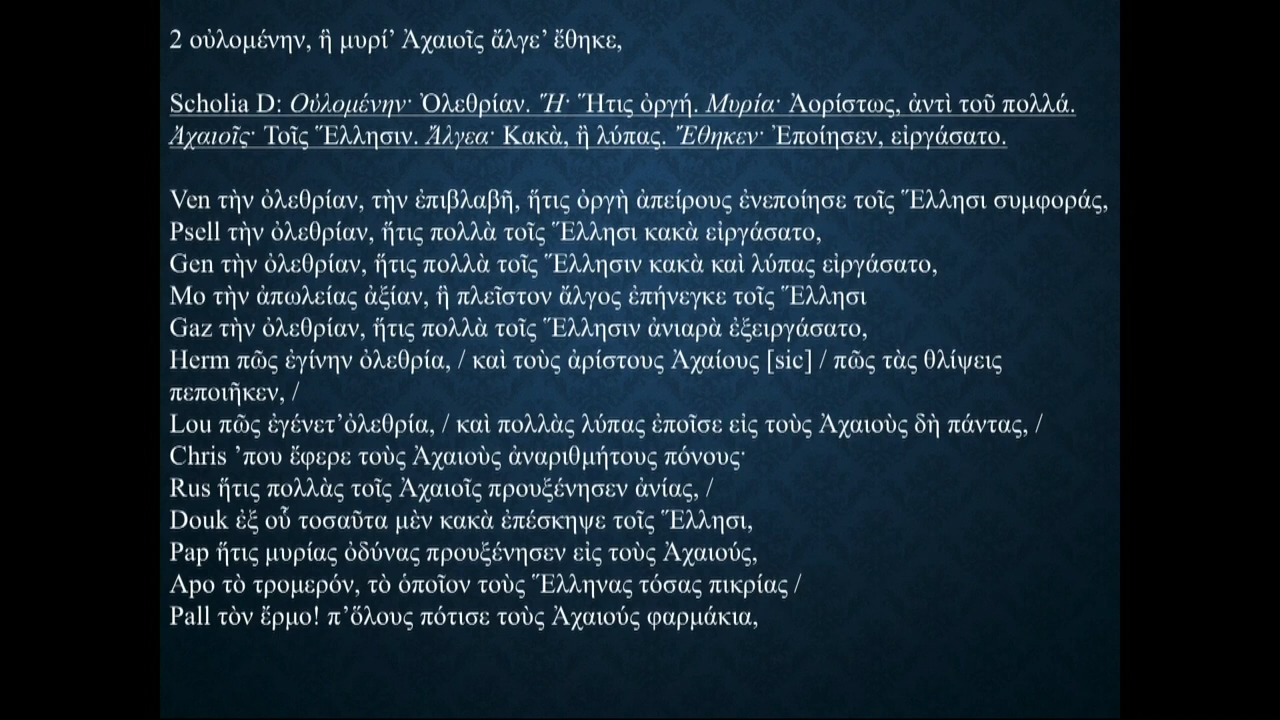 2 οὐλομένην, ἣ μυρί’ Ἀχαιοῖς ἄλγε’ ἔθηκε,
Scholia D: Οὐλομένην· Ὀλεθρίαν. Ἥ· Ἥτις ὀργή. Μυρία· Ἀορίστως, ἀντὶ τοῦ πολλά.
Ἀχαιοῖς· Τοῖς Ἕλλησιν. Ἄλγεα· Κακὰ, ἢ λύπας. Ἔθηκεν· Ἐποίησεν, εἰργάσατο.
Ven τὴν ὀλεθρίαν, τὴν ἐπιβλαβῆ, ἥτις ὀργὴ ἀπείρους ἐνεποίησε τοῖς Ἕλλησι συμφοράς,
Psell τὴν ὀλεθρίαν, ἥτις πολλὰ τοῖς Ἕλλησι κακὰ εἰργάσατο,
Gen τὴν ὀλεθρίαν, ἥτις πολλὰ τοῖς Ἕλλησιν κακὰ καὶ λύπας εἰργάσατο,
Mo τὴν ἀπωλείας ἀξίαν, ἣ πλεῖστον ἄλγος ἐπήνεγκε τοῖς Ἕλλησι
Gaz τὴν ὀλεθρίαν, ἥτις πολλὰ τοῖς Ἕλλησιν ἀνιαρὰ ἐξειργάσατο,
Herm πῶς ἐγίνην ὀλεθρία, / καὶ τοὺς ἀρίστους Ἀχαίους [sic] / πῶς τὰς θλίψεις
πεποιῆκεν, /
Lou πῶς ἐγένετ’ὀλεθρία, / καὶ πολλὰς λύπας ἐποῖσε εἰς τοὺς Ἀχαιοὺς δὴ πάντας, /
Chris ’που ἔφερε τοὺς Ἀχαιοὺς ἀναριθμήτους πόνους·
Rus ἥτις πολλὰς τοῖς Ἀχαιοῖς προυξένησεν ἀνίας, /
Douk ἐξ οὗ τοσαῦτα μὲν κακὰ ἐπέσκηψε τοῖς Ἕλλησι,
Pap ἥτις μυρίας ὀδύνας προυξένησεν εἰς τοὺς Ἀχαιούς,
Apo τὸ τρομερόν, τὸ ὁποῖον τοὺς Ἕλληνας τόσας πικρίας /
Pall τὸν ἔρμο! π’ὅλους πότισε τοὺς Ἀχαιούς φαρμάκια,